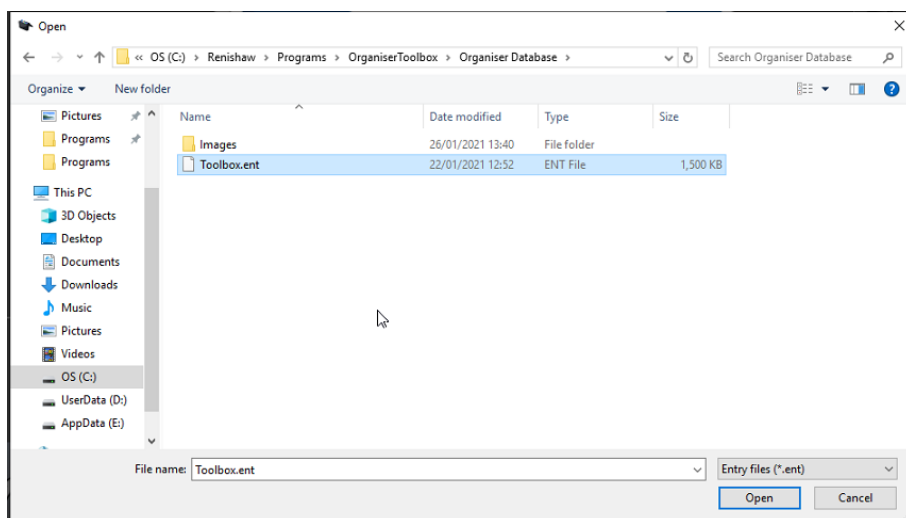 Open
« OS (C:) > Renishaw > Programs > OrganiserToolbox > Organiser Database >
Search Organiser Database
Organize
New folder
Name
Date modified
Type
Size
Images
26/01/2021 13:40
File folder
Toolbox.ent
22/01/2021 12:52
ENT File
1,500 KB
Pictures
Programs
Programs
This PC
3D Objects
Desktop
Documents
Downloads
Music
Pictures
Videos
OS (C:)
UserData (D:)
AppData (E:)
File name:
Toolbox.ent
Entry files (*.ent)
Open
Cancel